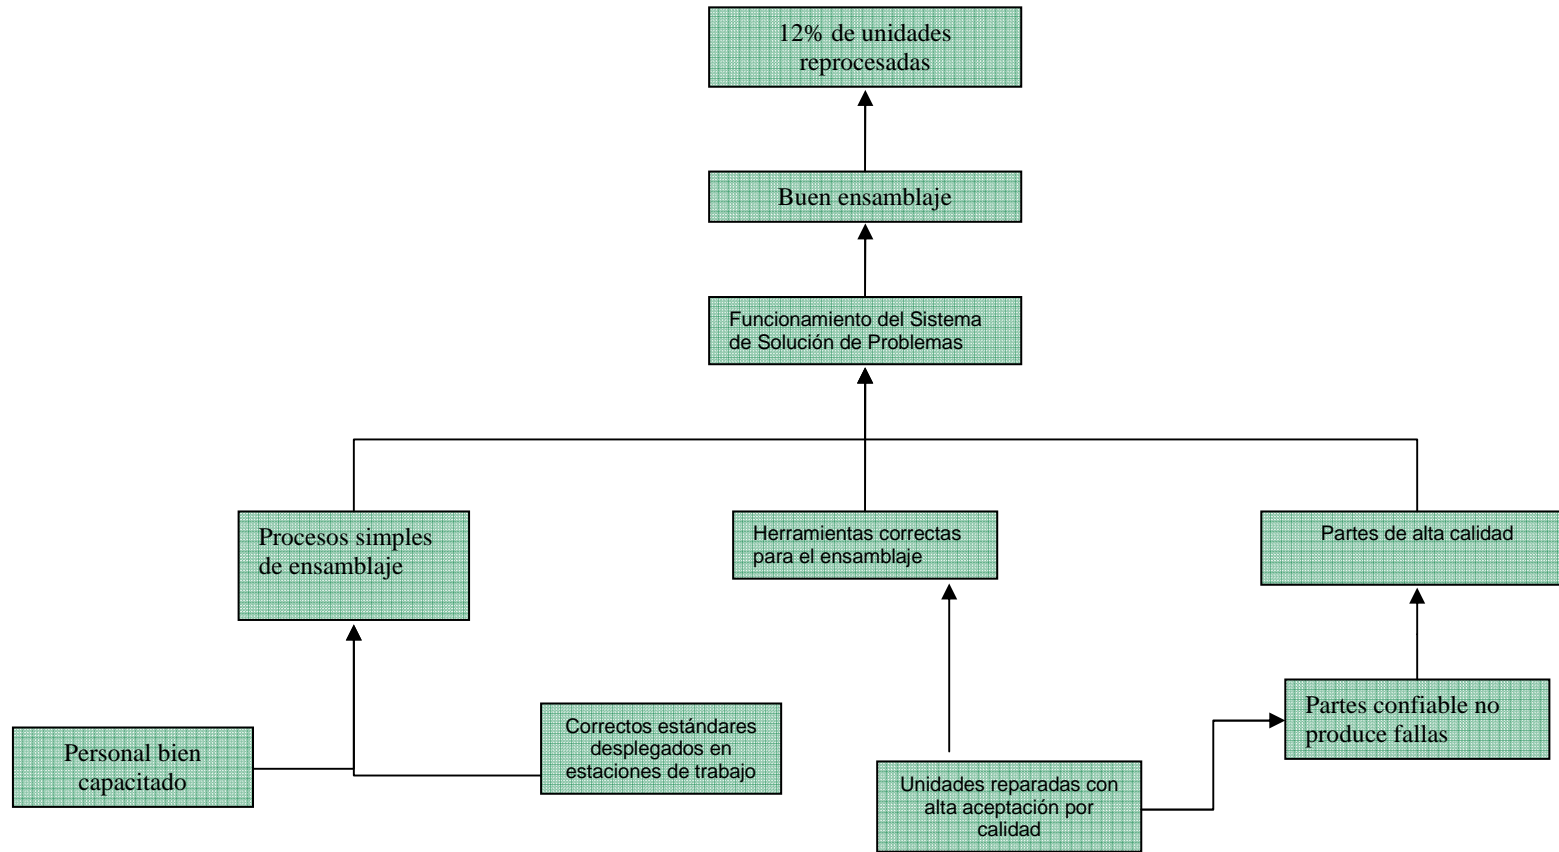 12% de unidades
reprocesadas
Buen ensamblaje
Funcionamiento del Sistema
de Solución de Problemas
Procesos simples
de ensamblaje
Herramientas correctas
para el ensamblaje
Partes de alta calidad
Personal bien
capacitado
Correctos estándares
desplegados en
estaciones de trabajo
Unidades reparadas con
alta aceptación por
calidad
Partes confiable no
produce fallas